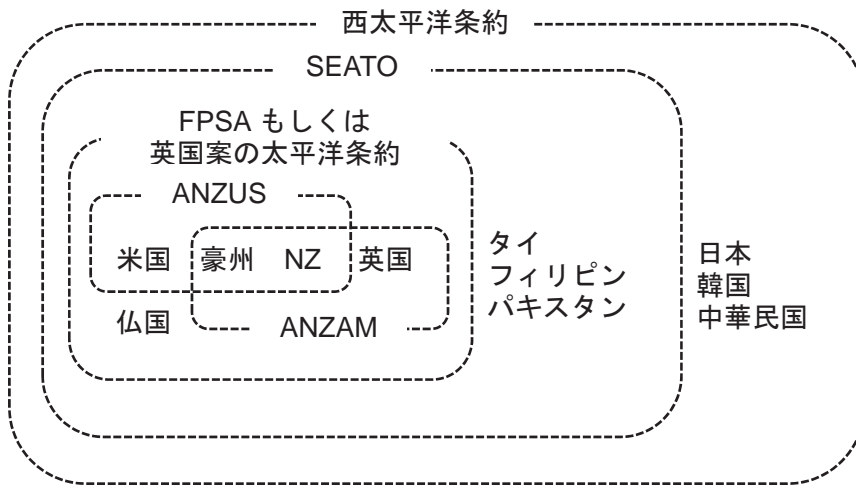 西太平洋条約
SEATO
FPSA もしくは
英国案の太平洋条約
ANZUS
米国 豪州 NZ 英国
仏国 ANZAM
タイ
フィリピン
パキスタン
日本
韓国
中華民国